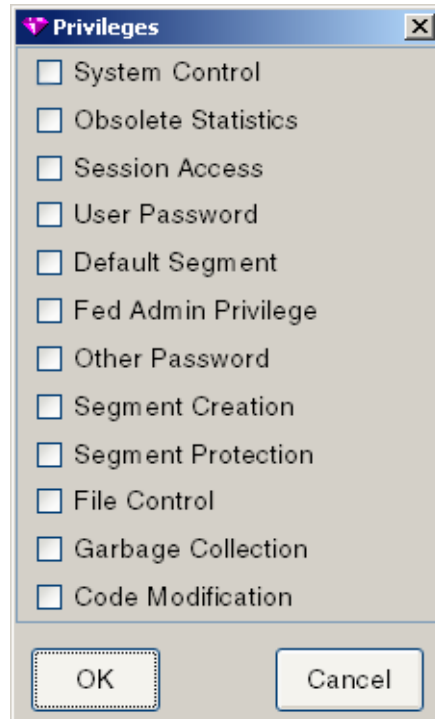 Privileges
System Control
Obsolete Statistics
Session Access
User Password
Default Segment
Fed Admin Privilege
Other Password
Segment Creation
Segment Protection
File Control
Garbage Collection
Code Modification
OK Cancel